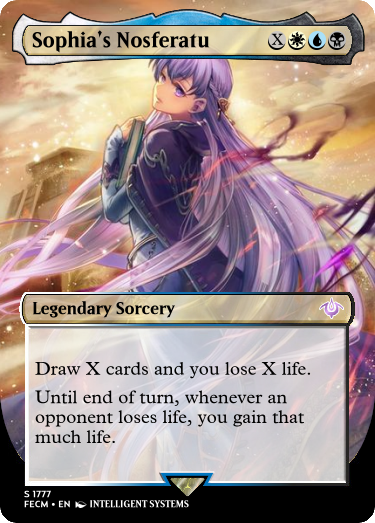 Sophia's Nosferatu X
Legendary Sorcery
Draw X cards and you lose X life.
Until end of turn, whenever an
opponent loses life, you gain that
much life.
S 1777
FECM • EN INTELLIGENT SYSTEMS